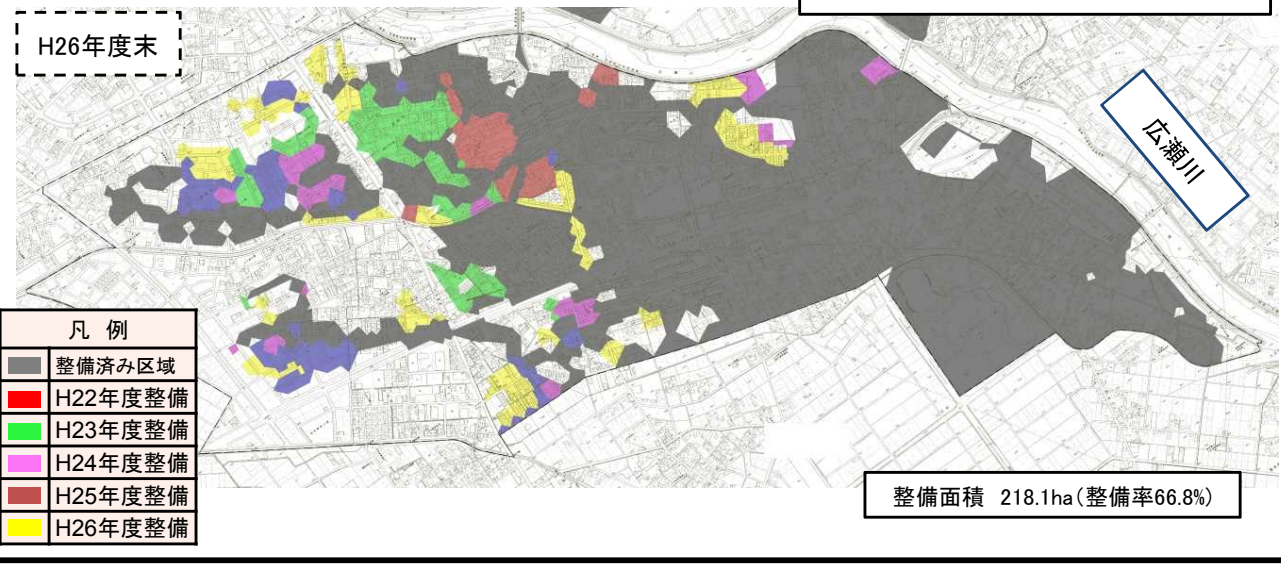 H26年度末
広瀬川
凡 例
整備済み区域
H22年度整備
H23年度整備
H24年度整備
H25年度整備
H26年度整備
整備面積 218.1ha(整備率66.8%)